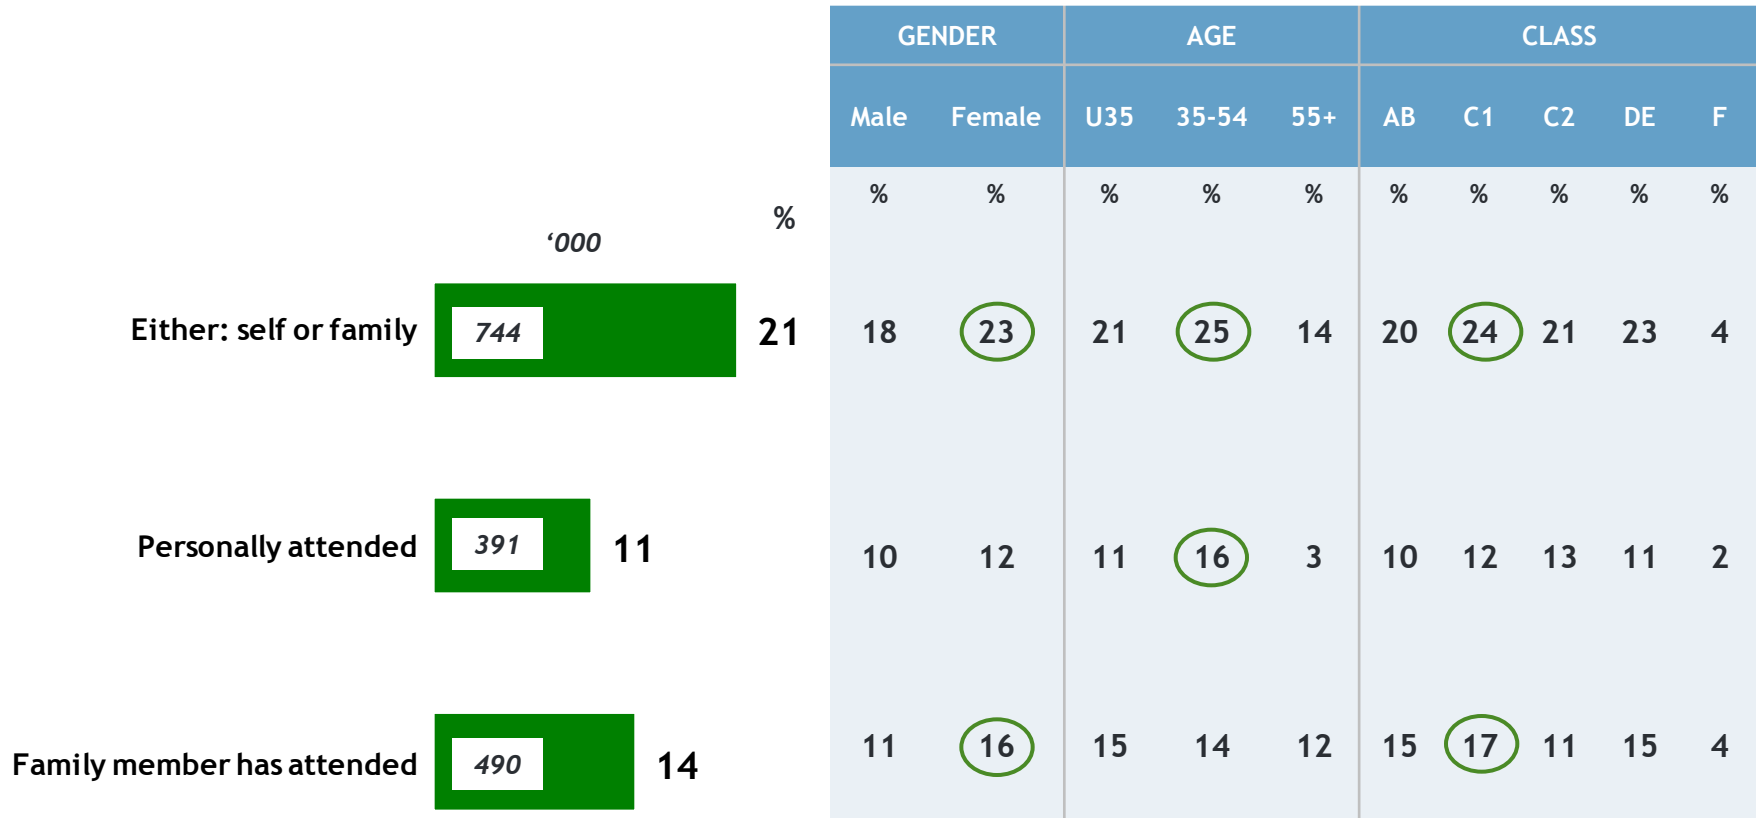 GENDER AGE CLASS
Male Female U35 35-54 55+ AB C1 C2 DE F
% % % % % % % % % %
%
‘000
Either: self or family 744 21 18 23 21 25 14 20 24 21 23 4
Personally attended 391 11 10 12 11 16 3 10 12 13 11 2
Family member has attended 490 14 11 16 15 14 12 15 17 11 15 4